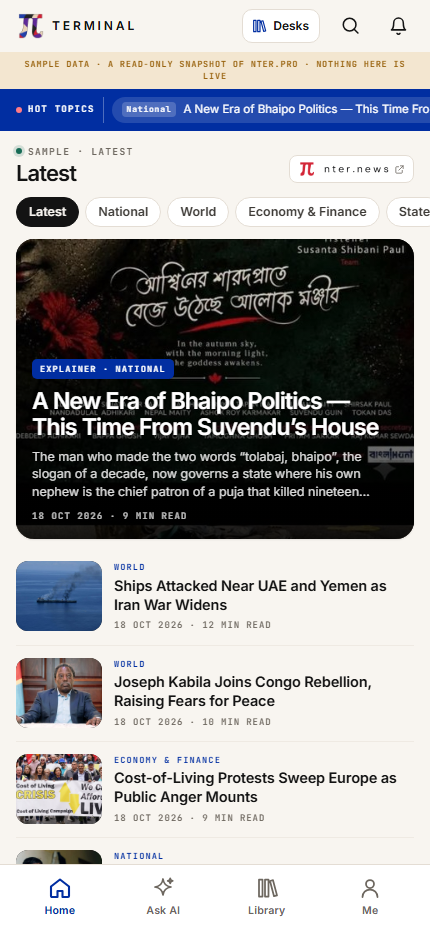 TERMINAL
Desks
SAMPLE DATA · A READ-ONLY SNAPSHOT OF NTER.PRO · NOTHING HERE IS
LIVE
HOT TOPICS
National
A New Era of Bhaipo Politics — This Time Fro
SAMPLE · LATEST
Latest
nter.news
Latest
National
World
Economy & Finance
State
Susanta Shibani Paul
Team.
আশ্বিনের শারদপ্রাতে
বেজে উঠেছে আলোক মঞ্জীর
In the autumn sky,
with the morning light,
the goddess awakens.
EXPLAINER · NATIONAL
A New Era of Bhaipo Politics —
This Time From Suvendu’s House
The man who made the two words “tolabaj, bhaipo”, the
slogan of a decade, now governs a state where his own
nephew is the chief patron of a puja that killed nineteen…
18 OCT 2026 · 9 MIN READ
WORLD
Ships Attacked Near UAE and Yemen as
Iran War Widens
18 OCT 2026 · 12 MIN READ
WORLD
Joseph Kabila Joins Congo Rebellion,
Raising Fears for Peace
18 OCT 2026 · 10 MIN READ
ECONOMY & FINANCE
Cost of Living
CRISIS
Cost of Living Campaign
Cost-of-Living Protests Sweep Europe as
Public Anger Mounts
18 OCT 2026 · 9 MIN READ
NATIONAL
Home
Ask AI
Library
Me